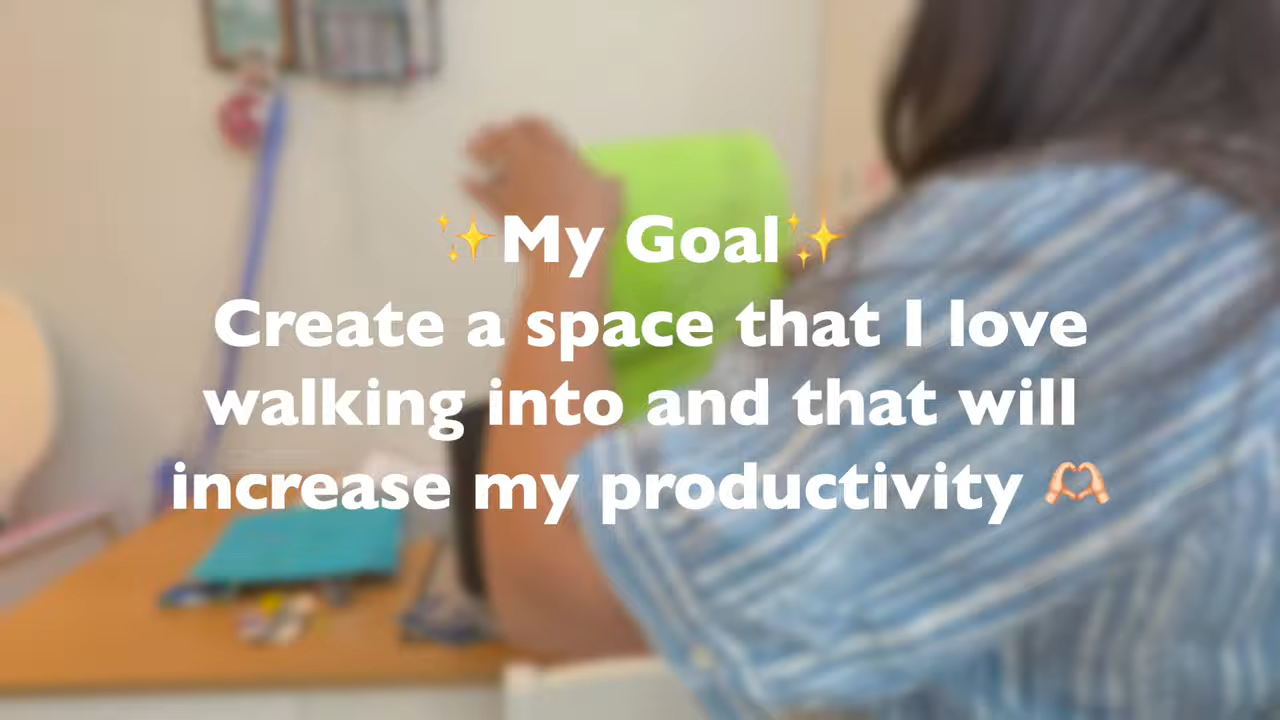 ✨My Goal✨
Create a space that I love
walking into and that will
increase my productivity 🫶🏻